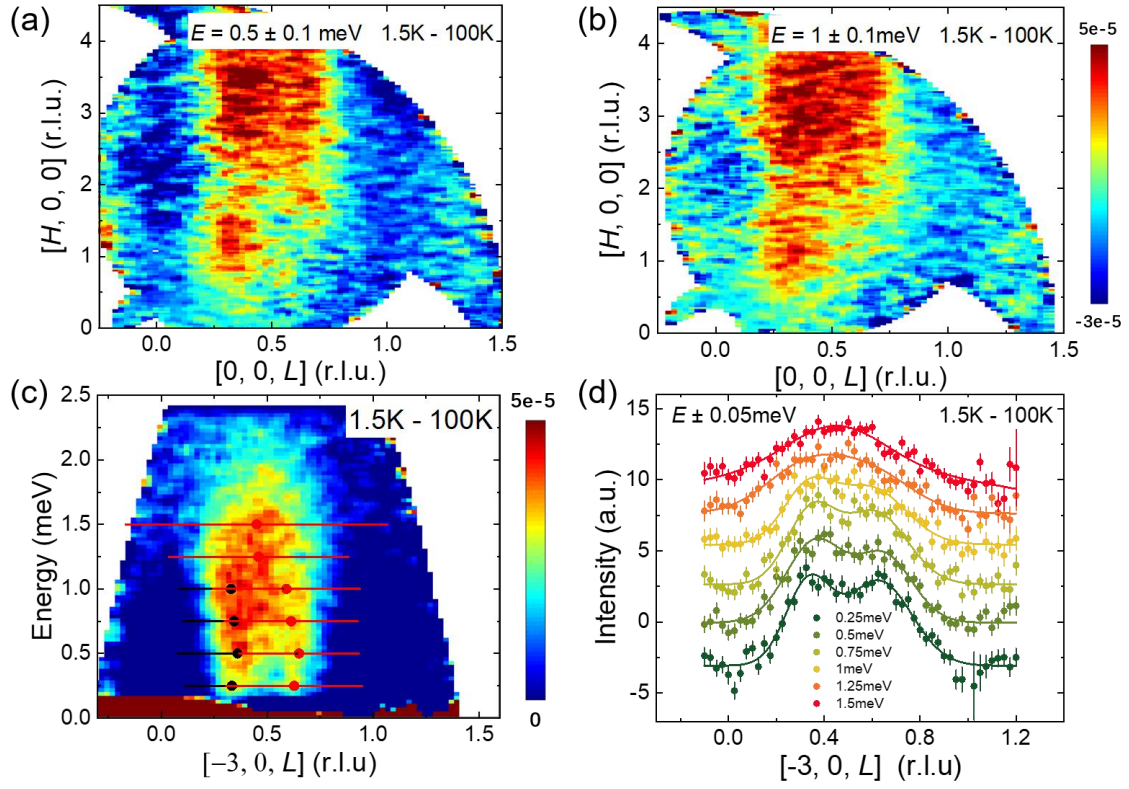 (a)
E = 0.5 ± 0.1 meV 1.5K - 100K
[H, 0, 0] (r.l.u.)
4
3
2
1
0
0.0 0.5 1.0 1.5
[0, 0, L] (r.l.u.)
(b)
E = 1 ± 0.1meV 1.5K - 100K
[H, 0, 0] (r.l.u.)
4
3
2
1
0
0.0 0.5 1.0 1.5
[0, 0, L] (r.l.u.)
5e-5
-3e-5
(c)
1.5K - 100K
Energy (meV)
2.5
2.0
1.5
1.0
0.5
0.0
0.0 0.5 1.0 1.5
[−3, 0, L] (r.l.u)
5e-5
0
(d)
E ± 0.05meV 1.5K - 100K
Intensity (a.u.)
15
10
5
0
-5
0.25meV
0.5meV
0.75meV
1meV
1.25meV
1.5meV
0.0 0.4 0.8 1.2
[-3, 0, L] (r.l.u)